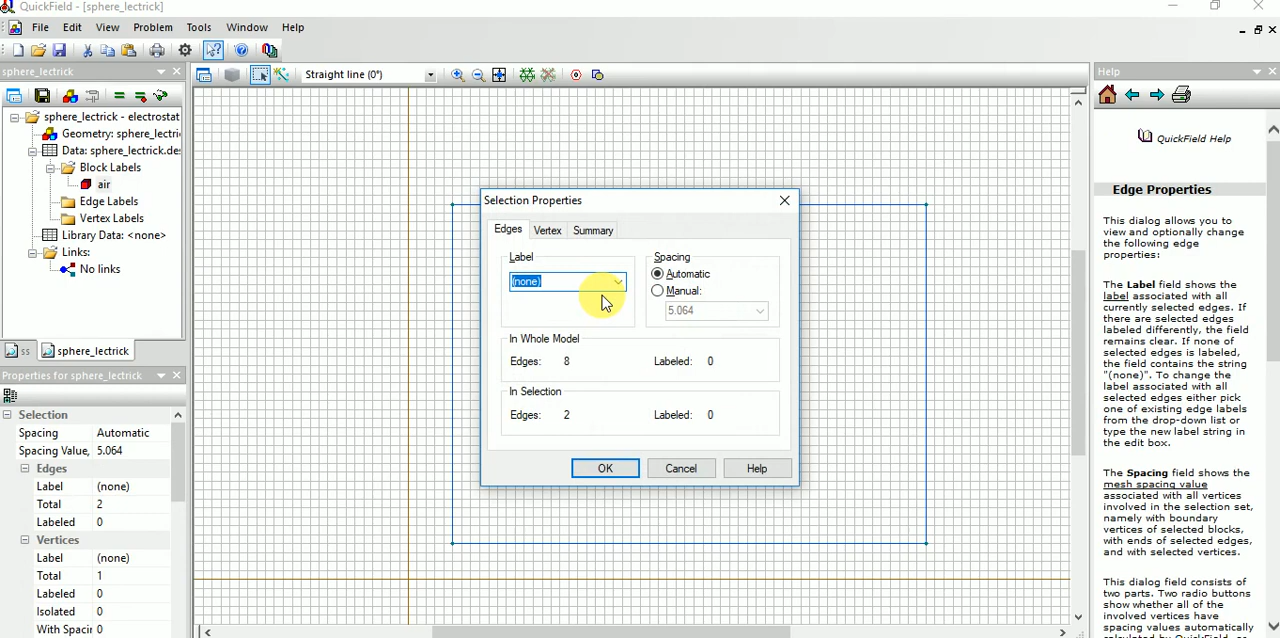 QuickField - [sphere_lectrick]
File Edit View Problem Tools Window Help
sphere_lectrick
Straight line (0°)
Help
sphere_lectrick - electrostat
Geometry: sphere_lectri
Data: sphere_lectrick.de
Block Labels
air
Edge Labels
Vertex Labels
Library Data: <none>
Links:
No links
ss sphere_lectrick
Properties for sphere_lectrick
Selection
Spacing Automatic
Spacing Value, 5.064
Edges
Label (none)
Total 2
Labeled 0
Vertices
Label (none)
Total 1
Labeled 0
Isolated 0
With Spacin 0
Selection Properties
Edges Vertex Summary
Label
(none)
Spacing
Automatic
Manual:
5.064
In Whole Model
Edges: 8 Labeled: 0
In Selection
Edges: 2 Labeled: 0
OK Cancel Help
QuickField Help
Edge Properties
This dialog allows you to
view and optionally change
the following edge
properties:
The Label field shows the
label associated with all
currently selected edges. If
there are selected edges
labeled differently, the field
remains clear. If none of
selected edges is labeled,
the field contains the string
"(none)". To change the
label associated with all
selected edges either pick
one of existing edge labels
from the drop-down list or
type the new label string in
the edit box.
The Spacing field shows the
mesh spacing value
associated with all vertices
involved in the selection set,
namely with boundary
vertices of selected blocks,
with ends of selected edges,
and with selected vertices.
This dialog field consists of
two parts. Two radio buttons
show whether all of the
involved vertices have
spacing values automatically